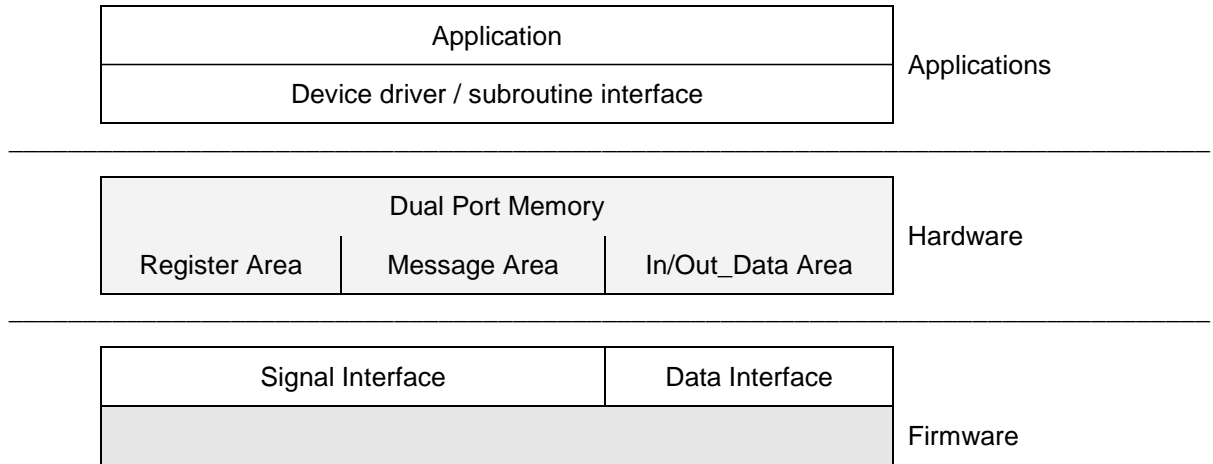 Application
Applications
Device driver / subroutine interface
Dual Port Memory
Hardware
Register Area Message Area In/Out_Data Area
Signal Interface Data Interface
Firmware